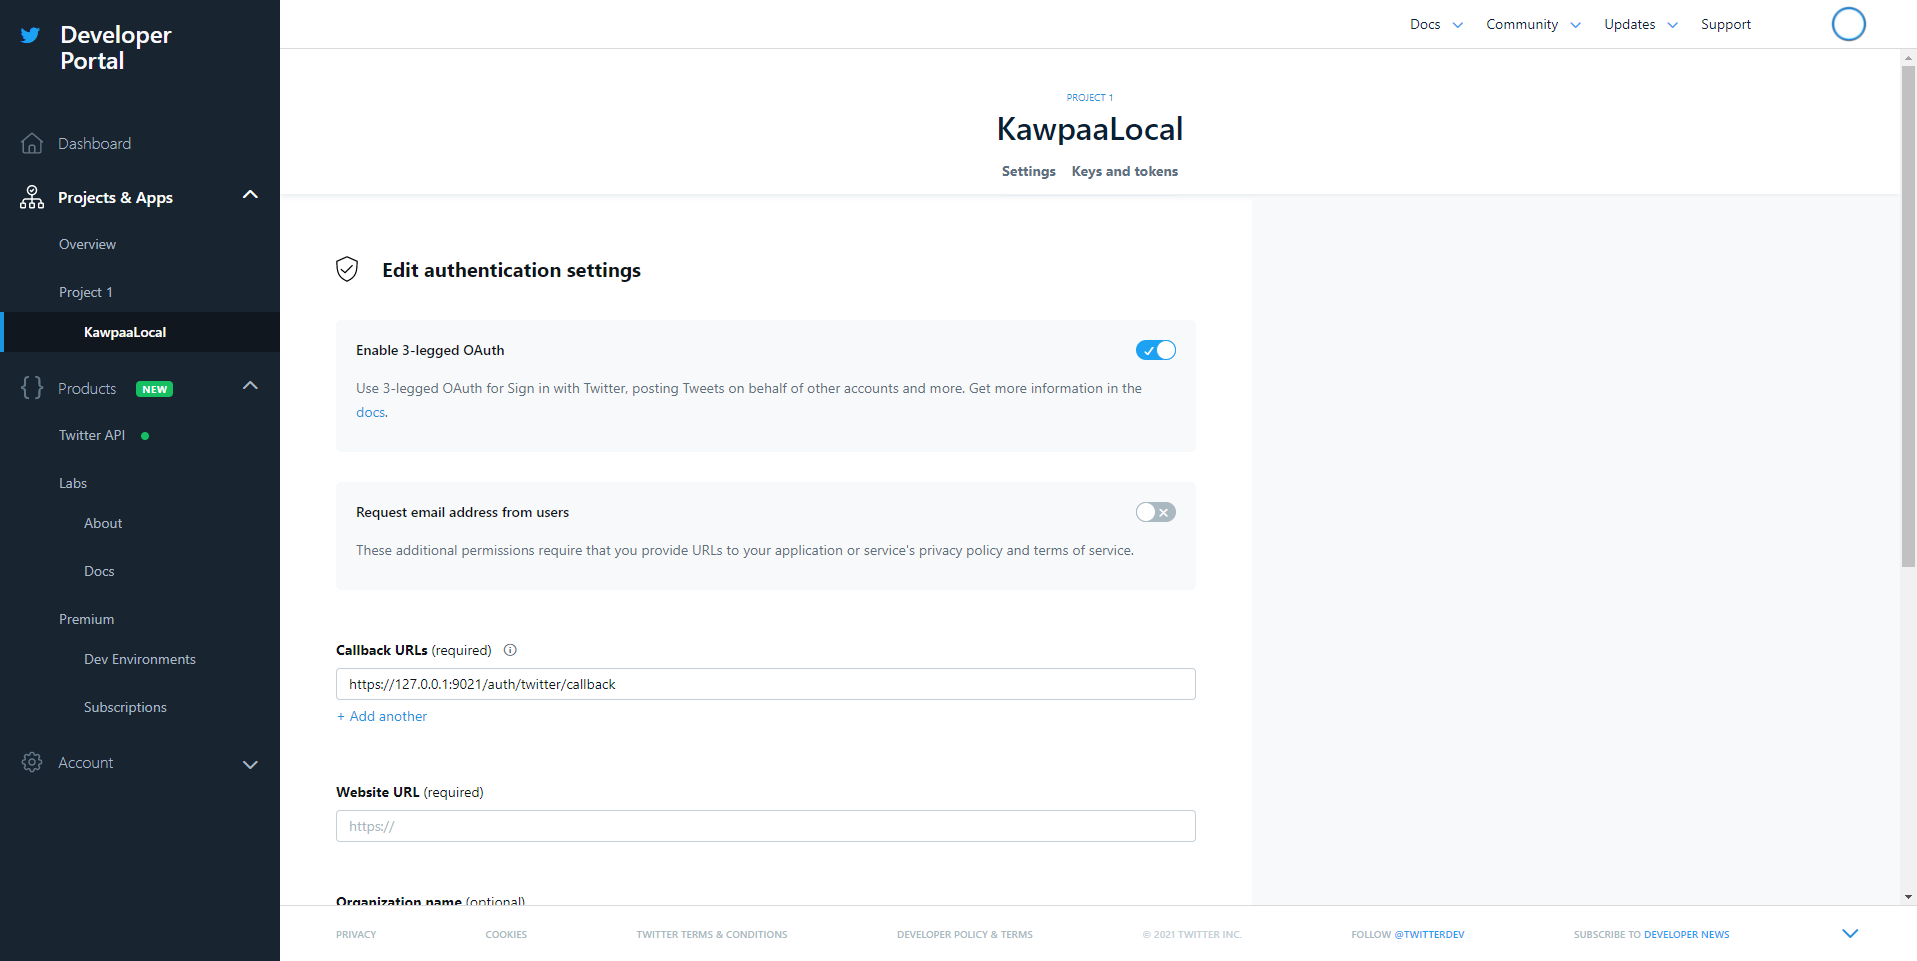 Developer
Portal
Docs
Community
Updates
Support
Dashboard
Projects & Apps
Overview
Project 1
KawpaaLocal
Products NEW
Twitter API
Labs
About
Docs
Premium
Dev Environments
Subscriptions
Account
PROJECT 1
KawpaaLocal
Settings Keys and tokens
Edit authentication settings
Enable 3-legged OAuth
Use 3-legged OAuth for Sign in with Twitter, posting Tweets on behalf of other accounts and more. Get more information in the
docs.
Request email address from users
These additional permissions require that you provide URLs to your application or service's privacy policy and terms of service.
Callback URLs (required)
https://127.0.0.1:9021/auth/twitter/callback
+ Add another
Website URL (required)
https://
Organization name (optional)
PRIVACY
COOKIES
TWITTER TERMS & CONDITIONS
DEVELOPER POLICY & TERMS
© 2021 TWITTER INC.
FOLLOW @TWITTERDEV
SUBSCRIBE TO DEVELOPER NEWS